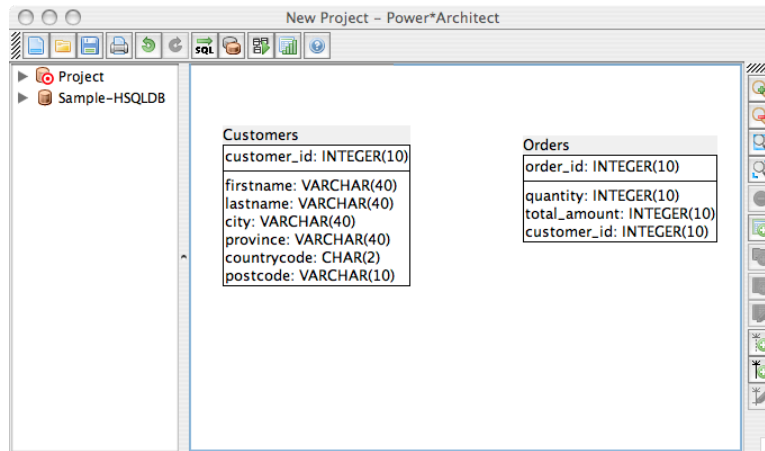 New Project – Power*Architect
SQL
Project
Sample-HSQLDB
Customers
customer_id: INTEGER(10)
firstname: VARCHAR(40)
lastname: VARCHAR(40)
city: VARCHAR(40)
province: VARCHAR(40)
countrycode: CHAR(2)
postcode: VARCHAR(10)
Orders
order_id: INTEGER(10)
quantity: INTEGER(10)
total_amount: INTEGER(10)
customer_id: INTEGER(10)